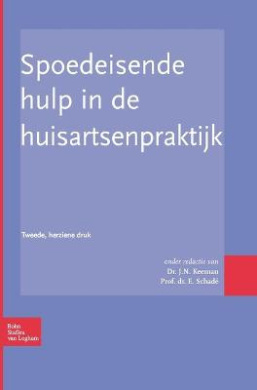 Spoedeisende
hulp in de
huisartsenpraktijk
Tweede, herziene druk
onder redactie van
Dr. J.N. Keeman
Prof. dr. E. Schadé
Bohn
Stafleu
van Loghum